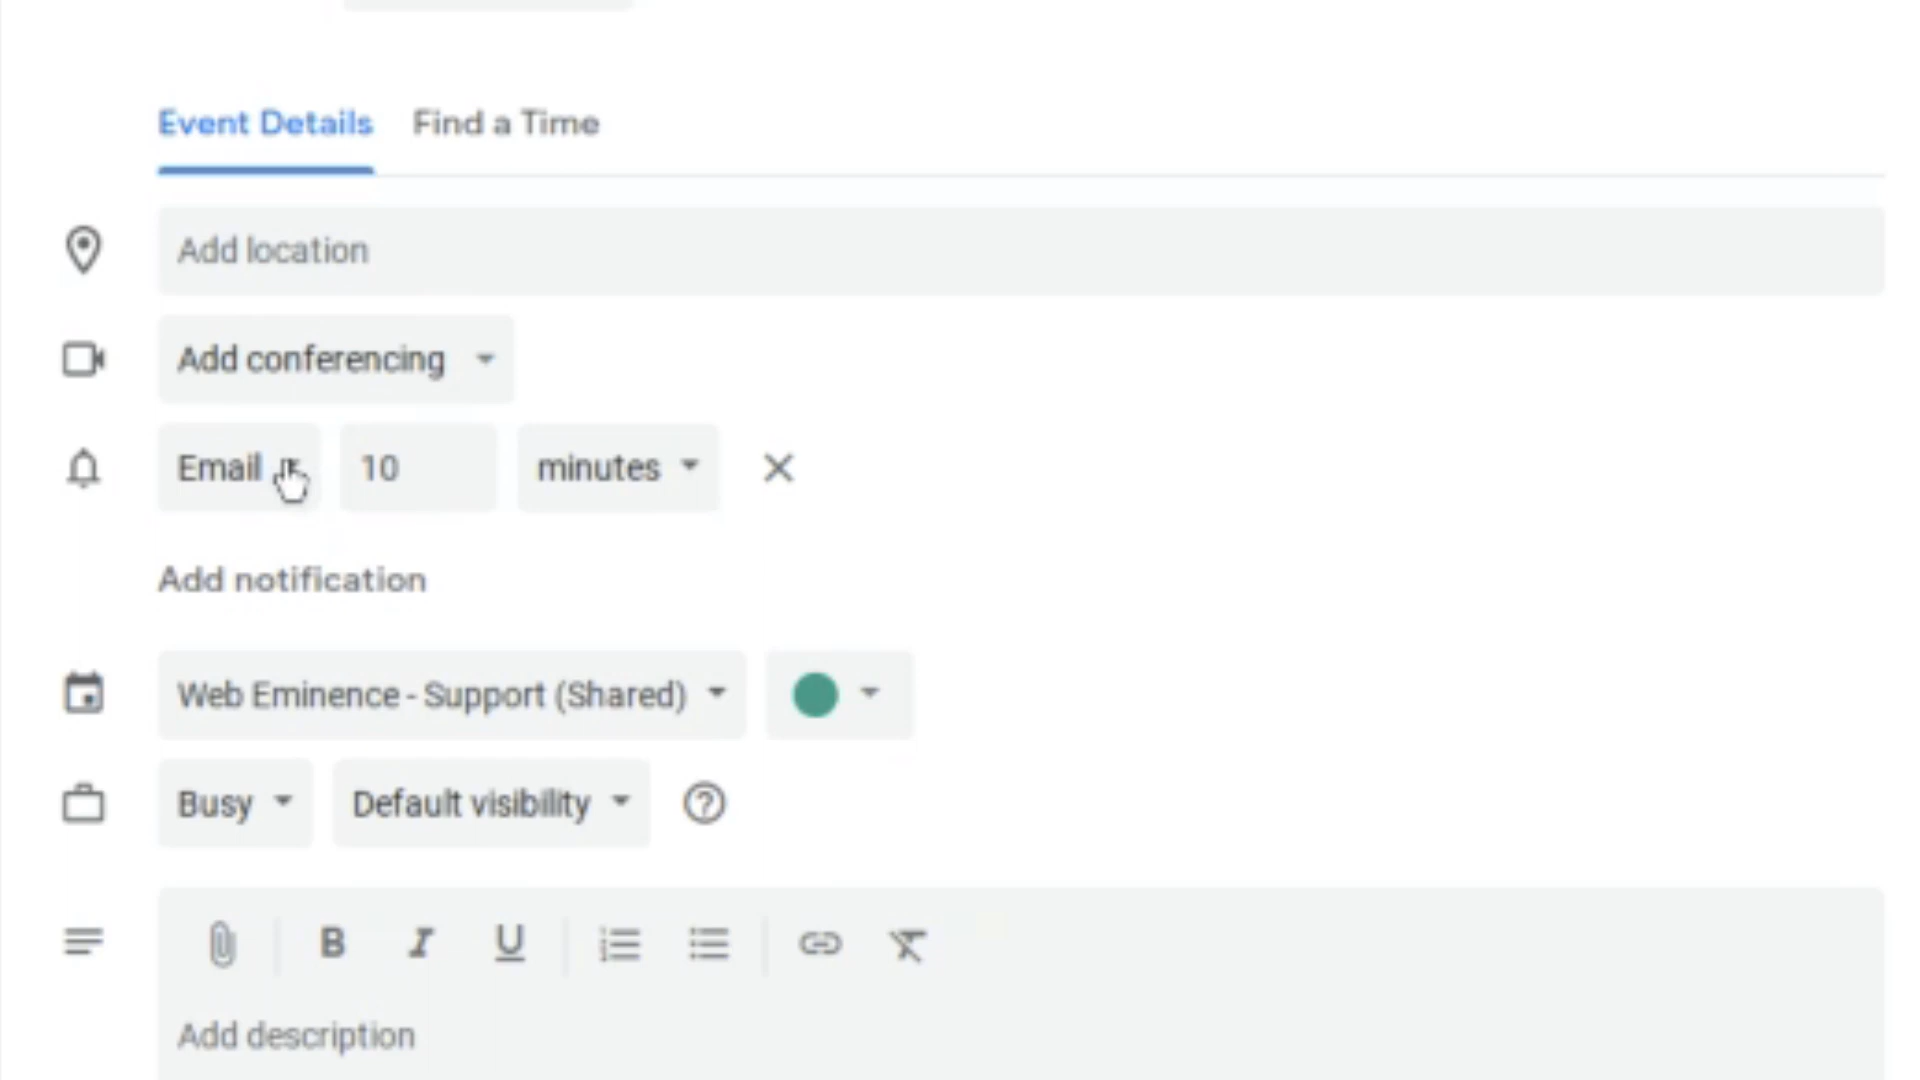 Event Details Find a Time
Add location
Add conferencing
Email 10 minutes
Add notification
Web Eminence - Support (Shared)
Busy Default visibility
B I U
Add description